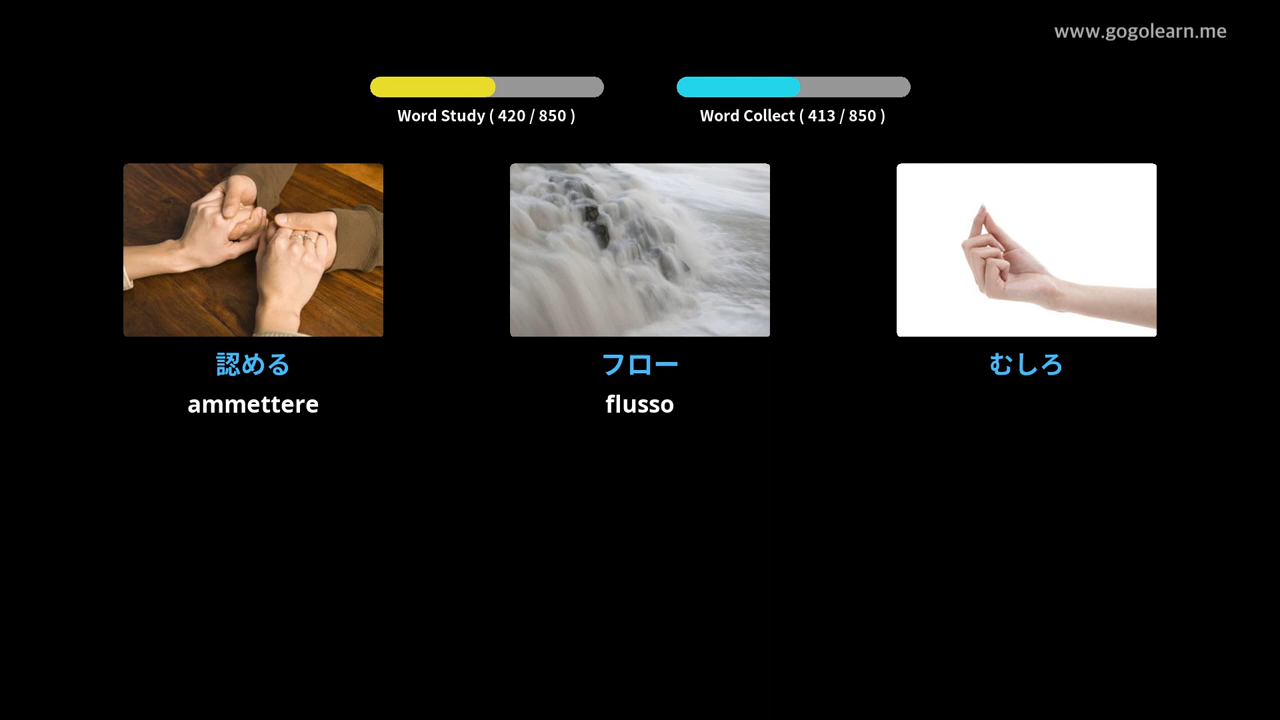 www.gogolearn.me
Word Study ( 420 / 850 )
Word Collect ( 413 / 850 )
認める
フロー
むしろ
ammettere
flusso